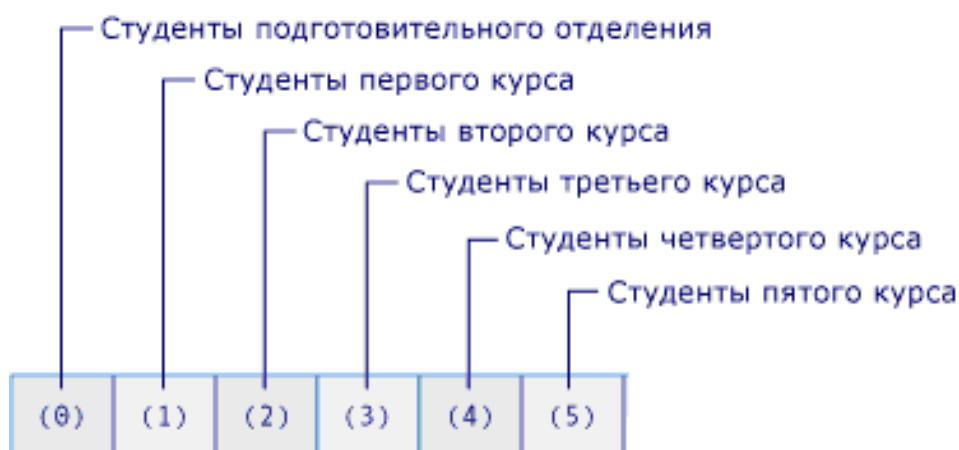 Студенты подготовительного отделения
Студенты первого курса
Студенты второго курса
Студенты третьего курса
Студенты четвертого курса
Студенты пятого курса
(0) (1) (2) (3) (4) (5)